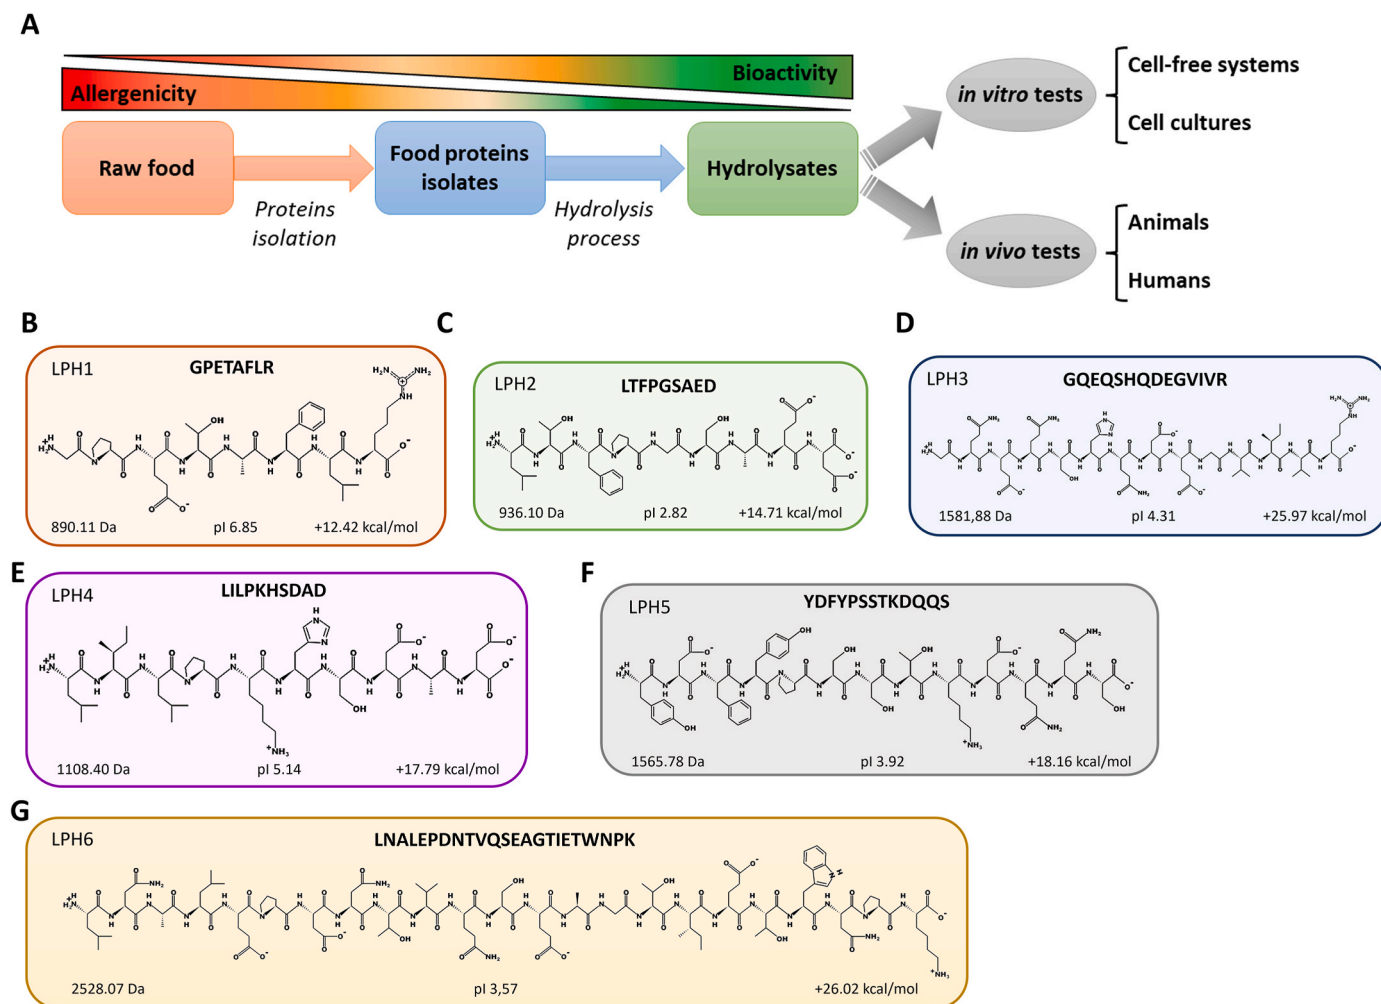 A
Allergenicity
Bioactivity
Raw food
Proteins
isolation
Food proteins
isolates
Hydrolysis
process
Hydrolysates
in vitro tests
Cell-free systems
Cell cultures
in vivo tests
Animals
Humans
B
LPH1
GPETAFLR
890.11 Da
pI 6.85
+12.42 kcal/mol
C
LPH2
LTFPGSAED
936.10 Da
pI 2.82
+14.71 kcal/mol
D
LPH3
GQEQSHQDEGVIVR
1581,88 Da
pI 4.31
+25.97 kcal/mol
E
LPH4
LILPKHSDAD
1108.40 Da
pI 5.14
+17.79 kcal/mol
F
LPH5
YDFYPSSTKDQQS
1565.78 Da
pI 3.92
+18.16 kcal/mol
G
LPH6
LNALEPDNTVQSEAGTIETWNPK
2528.07 Da
pI 3,57
+26.02 kcal/mol